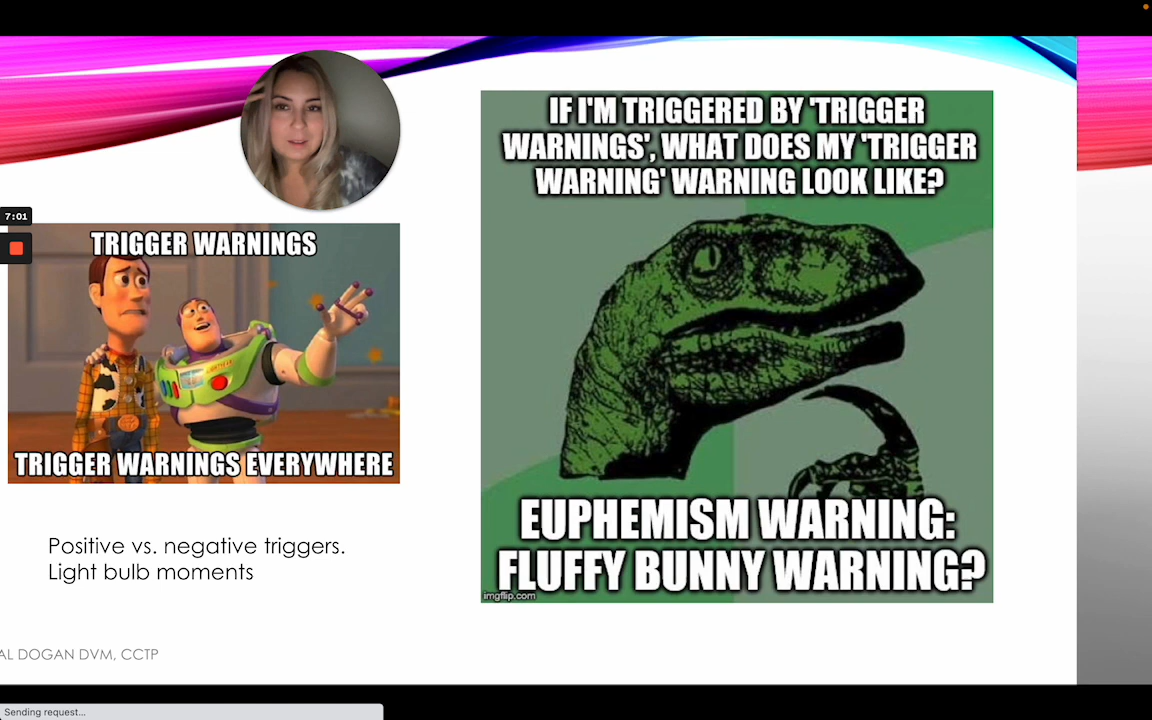 7:01
TRIGGER WARNINGS
TRIGGER WARNINGS EVERYWHERE
Positive vs. negative triggers.
Light bulb moments
IF I'M TRIGGERED BY 'TRIGGER
WARNINGS', WHAT DOES MY 'TRIGGER
WARNING' WARNING LOOK LIKE?
EUPHEMISM WARNING:
FLUFFY BUNNY WARNING?
imgflip.com
AL DOGAN DVM, CCTP
Sending request...